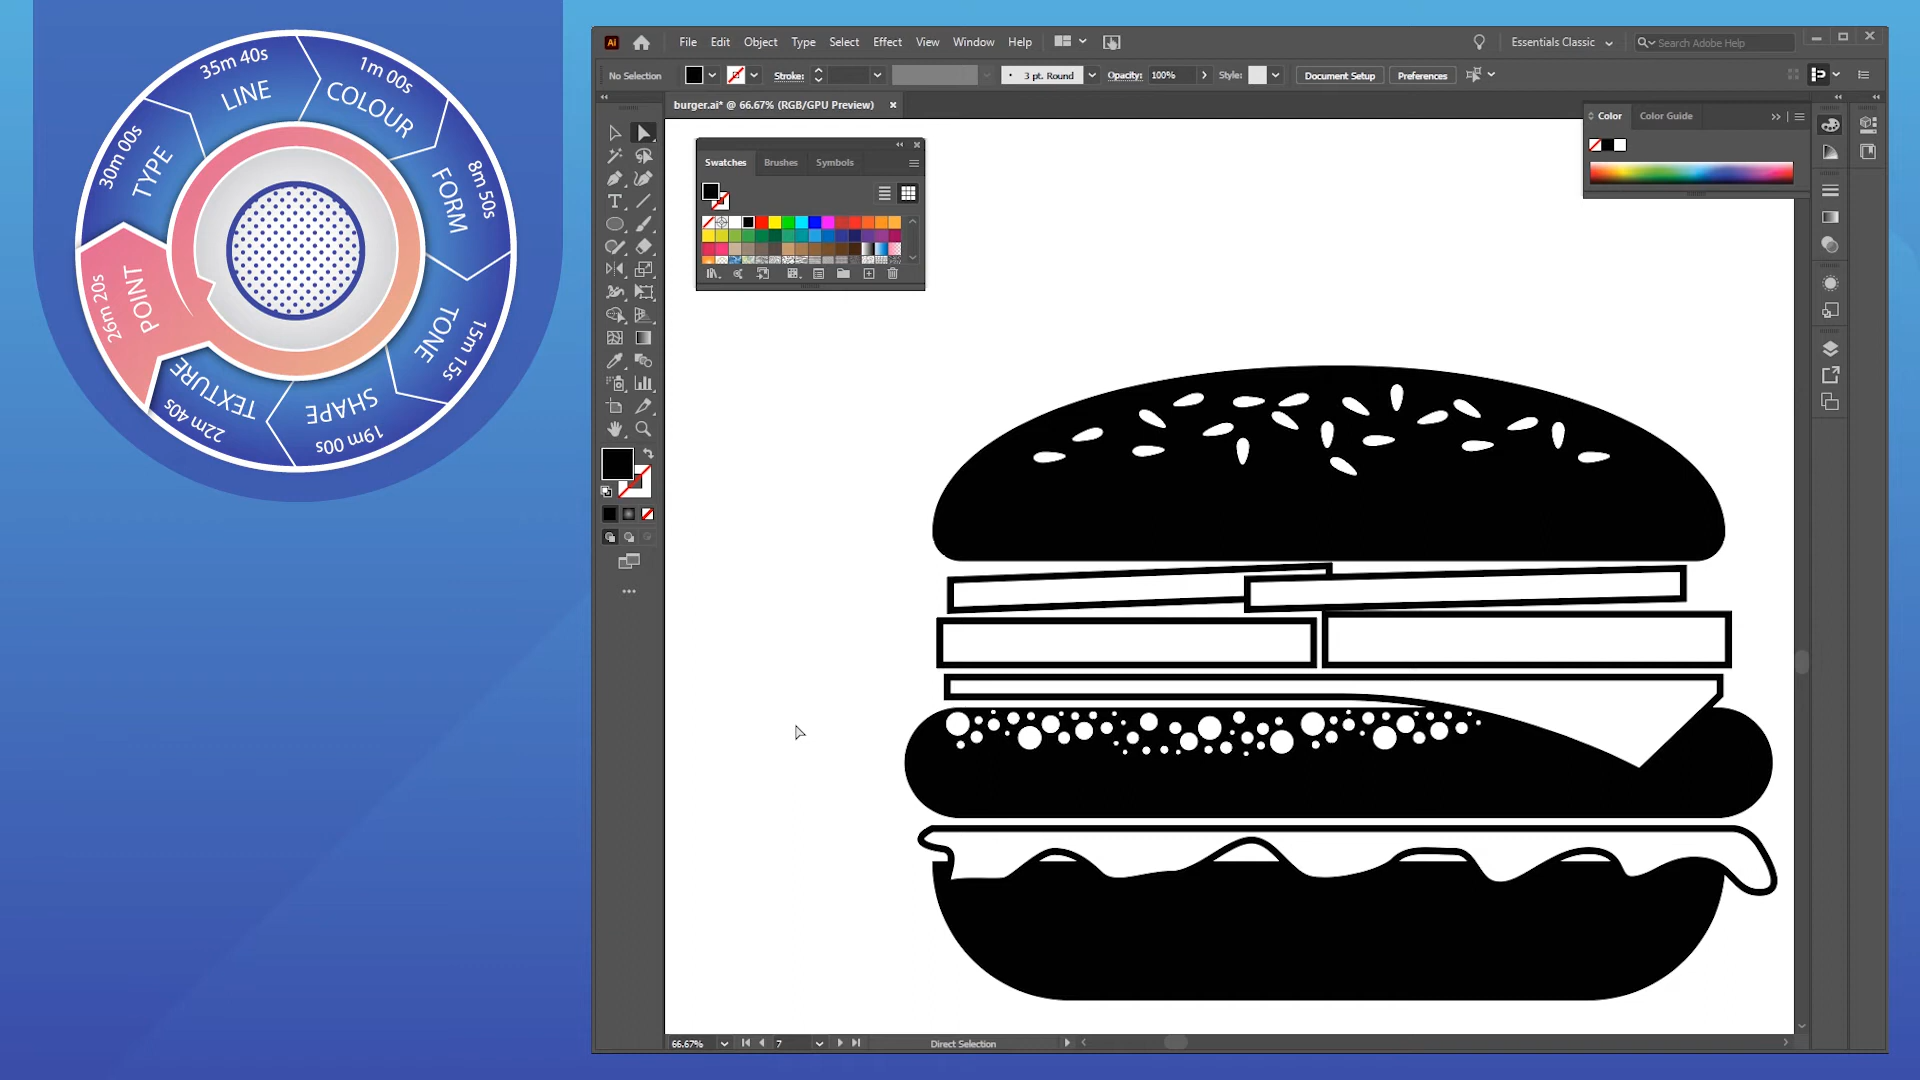 35m 40s
LINE
1m 00s
COLOUR
8m 50s
FORM
15m 15s
TONE
19m 00s
SHAPE
22m 40s
TEXTURE
26m 20s
POINT
30m 00s
TYPE
Ai
File Edit Object Type Select Effect View Window Help
Essentials Classic
Search Adobe Help
No Selection
Stroke:
3 pt. Round
Opacity: 100%
Style:
Document Setup
Preferences
burger.ai* @ 66.67% (RGB/GPU Preview)
Swatches Brushes Symbols
Color Color Guide
66.67%
7
Direct Selection